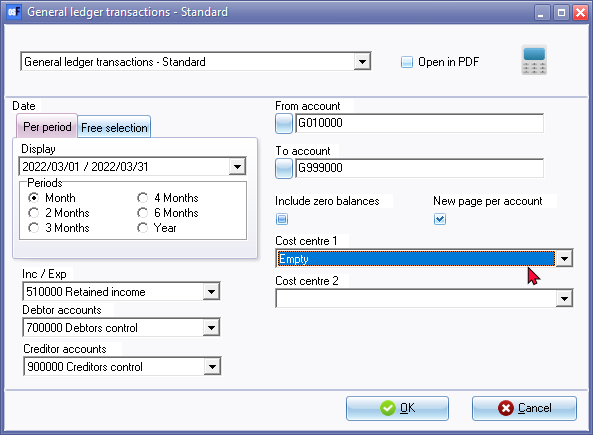 General ledger transactions - Standard
General ledger transactions - Standard
Open in PDF
Date
Per period
Free selection
Display
2022/03/01 / 2022/03/31
Periods
Month
4 Months
2 Months
6 Months
3 Months
Year
Inc / Exp
510000 Retained income
Debtor accounts
700000 Debtors control
Creditor accounts
900000 Creditors control
From account
G010000
To account
G999000
Include zero balances
New page per account
Cost centre 1
Empty
Cost centre 2
OK
Cancel